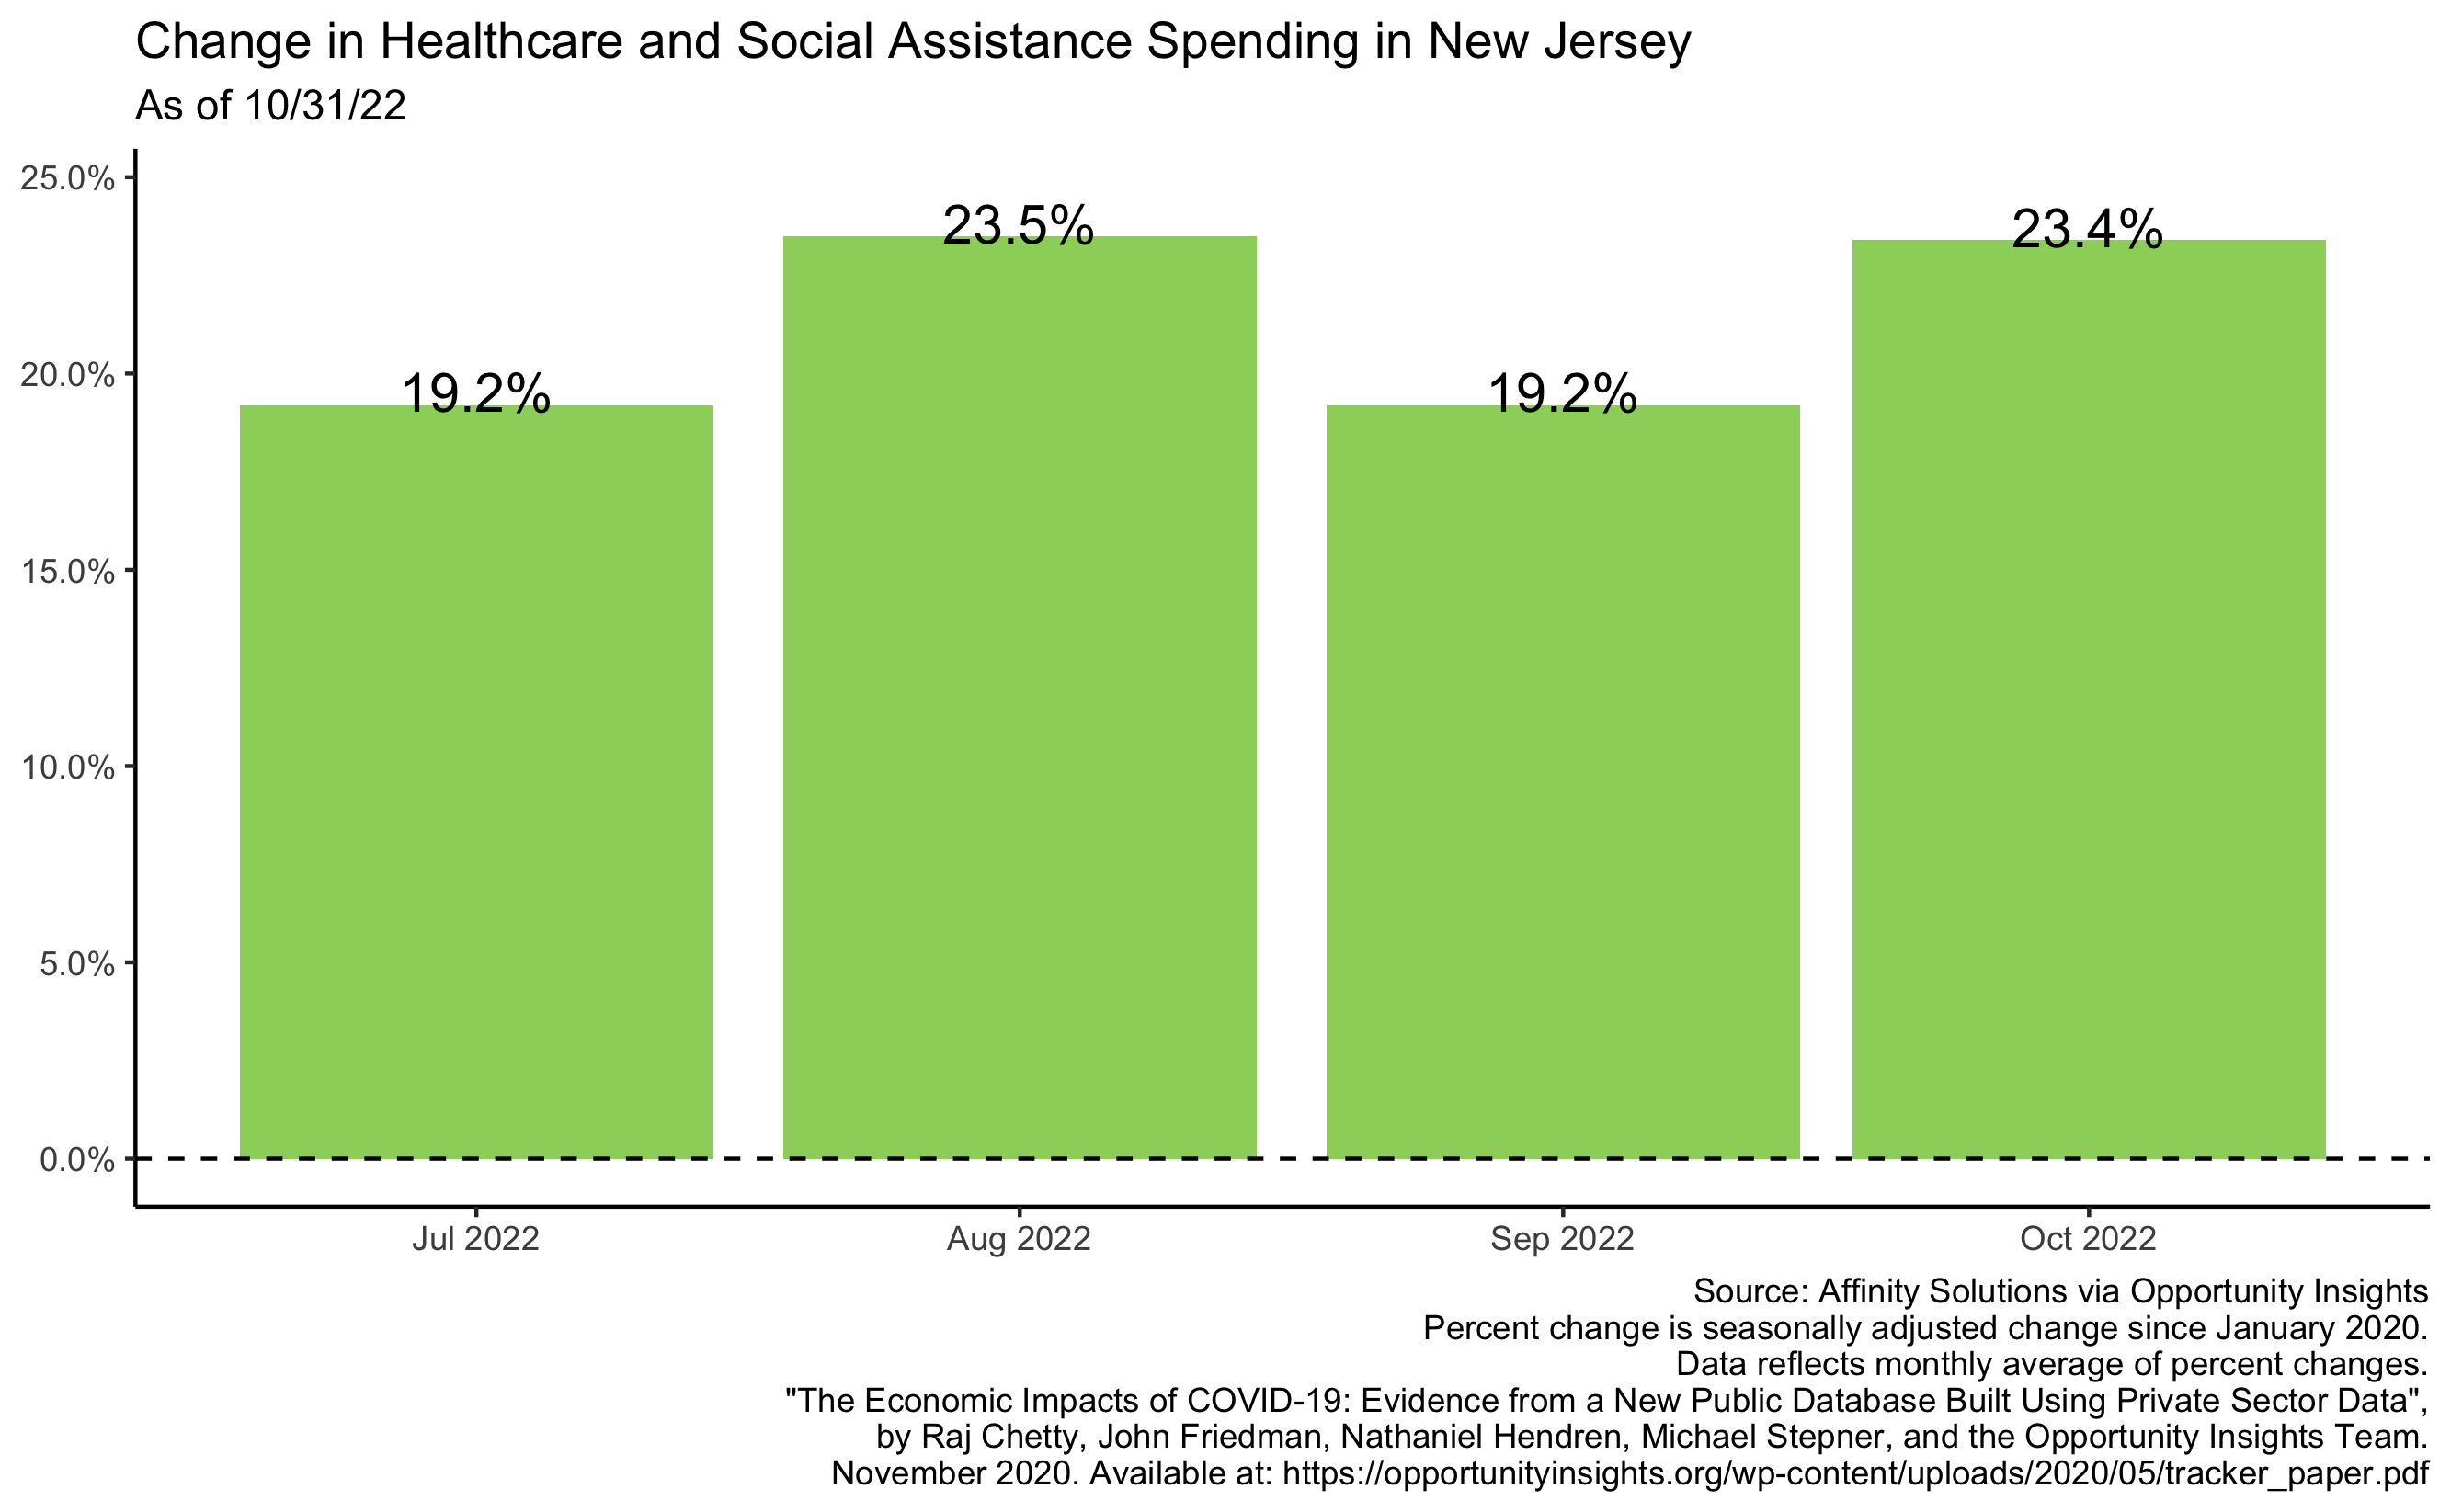 Change in Healthcare and Social Assistance Spending in New Jersey
As of 10/31/22
25.0%
20.0%
15.0%
10.0%
5.0%
0.0%
19.2%
23.5%
19.2%
23.4%
Jul 2022
Aug 2022
Sep 2022
Oct 2022
Source: Affinity Solutions via Opportunity Insights
Percent change is seasonally adjusted change since January 2020.
Data reflects monthly average of percent changes.
"The Economic Impacts of COVID-19: Evidence from a New Public Database Built Using Private Sector Data",
by Raj Chetty, John Friedman, Nathaniel Hendren, Michael Stepner, and the Opportunity Insights Team.
November 2020. Available at: https://opportunityinsights.org/wp-content/uploads/2020/05/tracker_paper.pdf